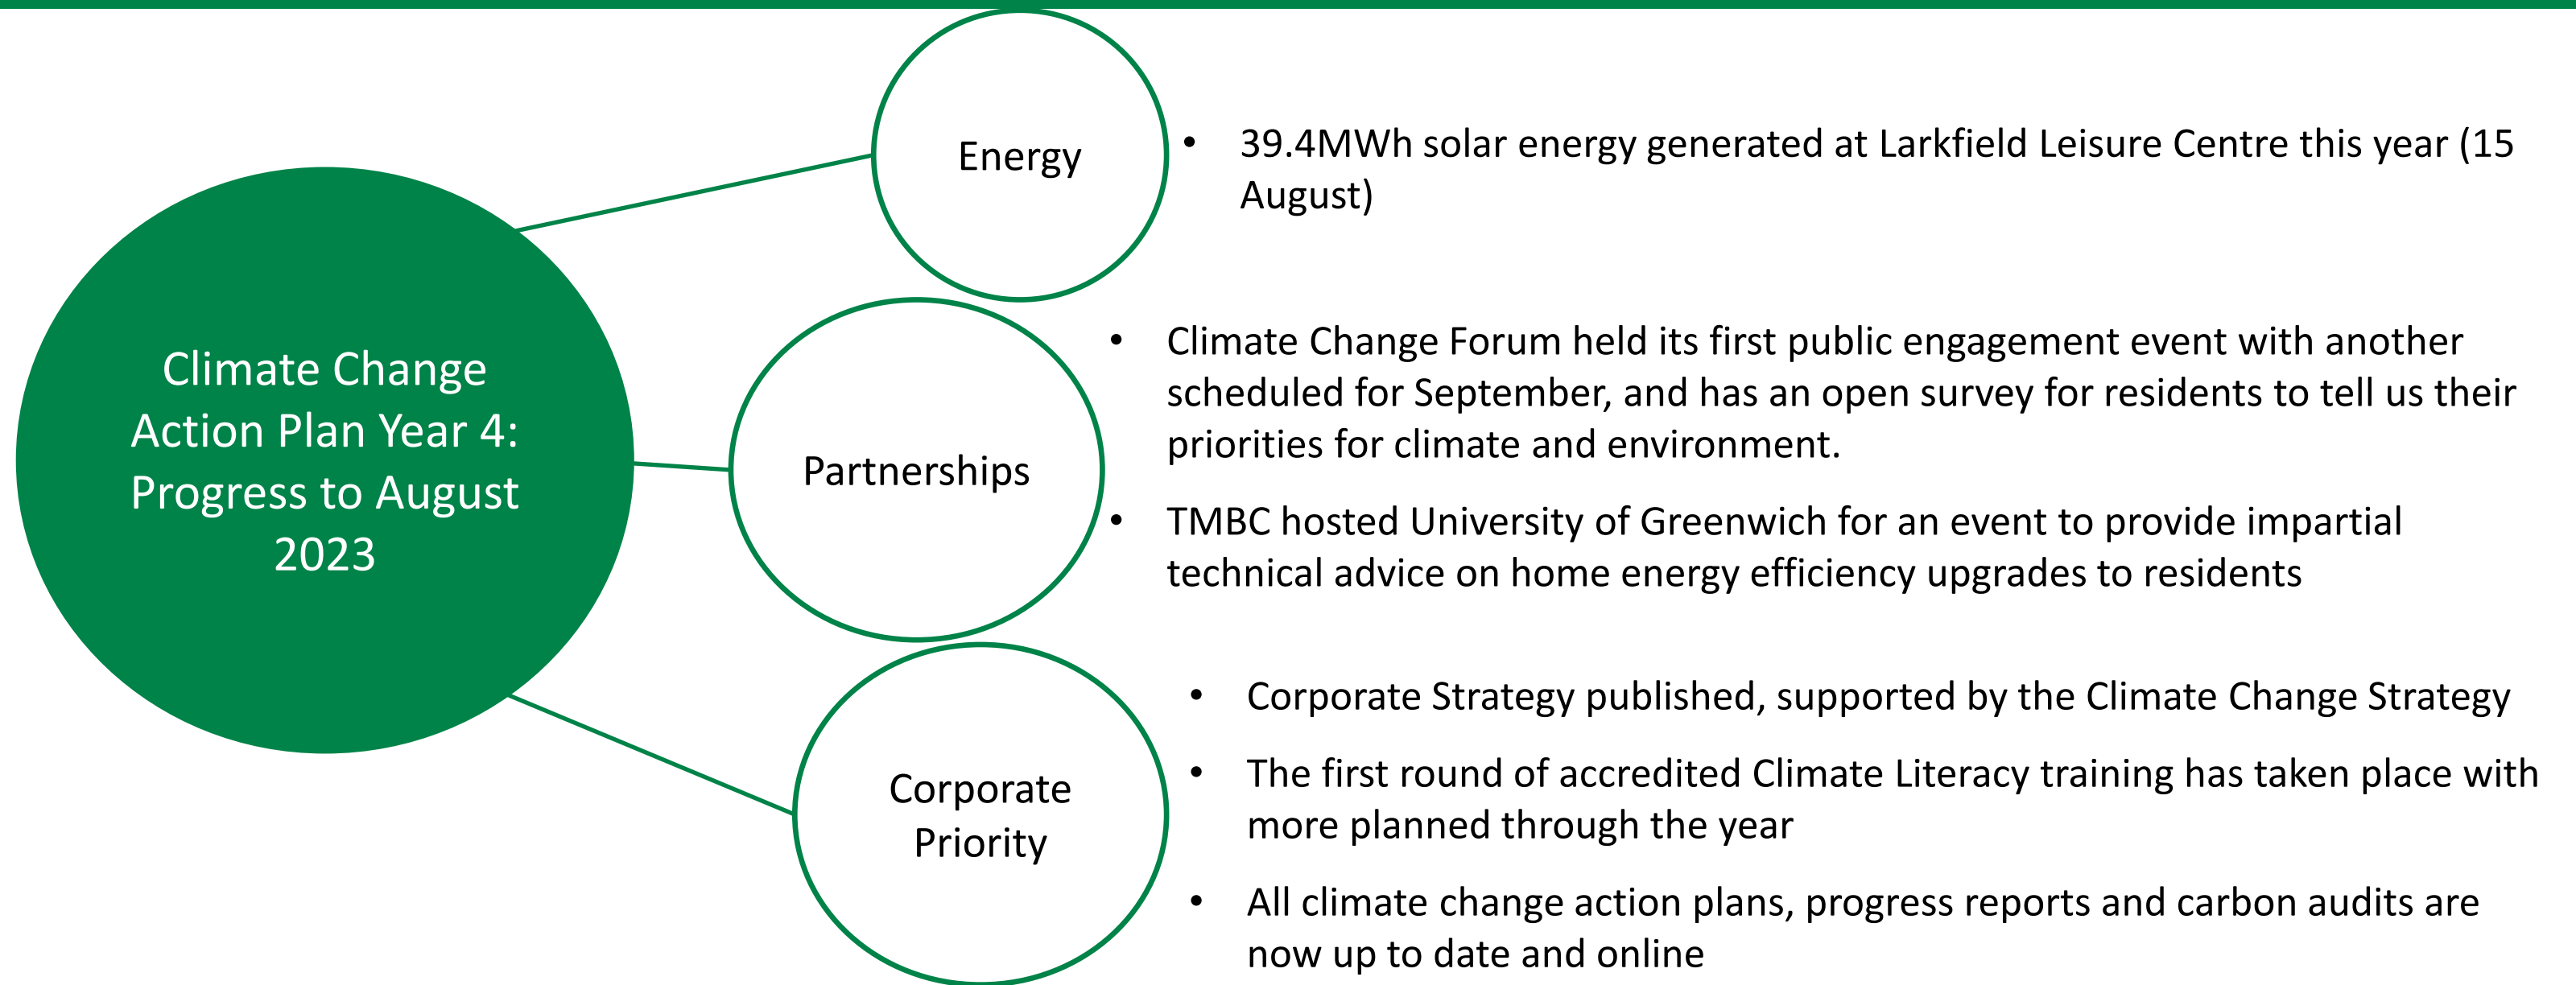 Climate Change
Action Plan Year 4:
Progress to August
2023
Energy
• 39.4MWh solar energy generated at Larkfield Leisure Centre this year (15
August)
Partnerships
• Climate Change Forum held its first public engagement event with another
scheduled for September, and has an open survey for residents to tell us their
priorities for climate and environment.
• TMBC hosted University of Greenwich for an event to provide impartial
technical advice on home energy efficiency upgrades to residents
Corporate
Priority
• Corporate Strategy published, supported by the Climate Change Strategy
• The first round of accredited Climate Literacy training has taken place with
more planned through the year
• All climate change action plans, progress reports and carbon audits are
now up to date and online